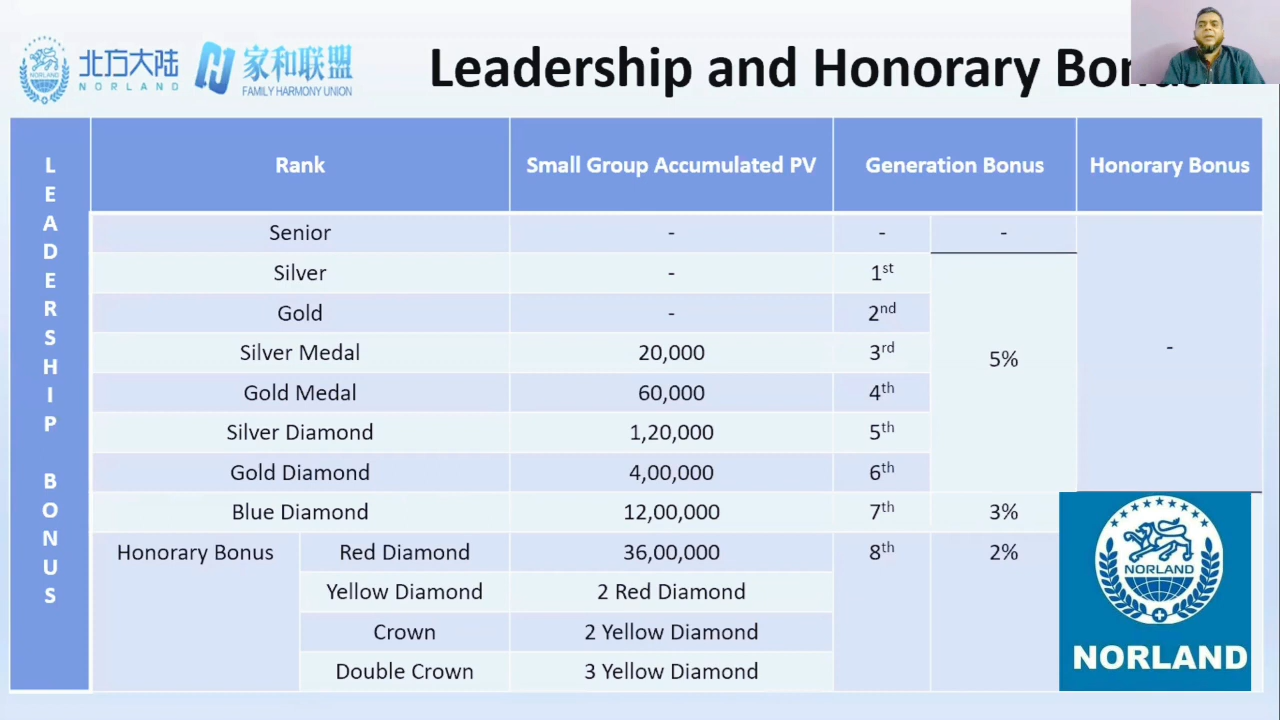 北方大陆
NORLAND
NORLAND
家和联盟
FAMILY HARMONY UNION
Leadership and Honorary
LEADERSHIP BONUS
Rank Small Group Accumulated PV Generation Bonus Honorary Bonus
Senior - - - -
Silver - 1st 5%
Gold - 2nd
Silver Medal 20,000 3rd
Gold Medal 60,000 4th
Silver Diamond 1,20,000 5th
Gold Diamond 4,00,000 6th
Blue Diamond 12,00,000 7th 3%
Honorary Bonus Red Diamond 36,00,000 8th 2%
Yellow Diamond 2 Red Diamond
Crown 2 Yellow Diamond
Double Crown 3 Yellow Diamond
NORLAND
NORLAND